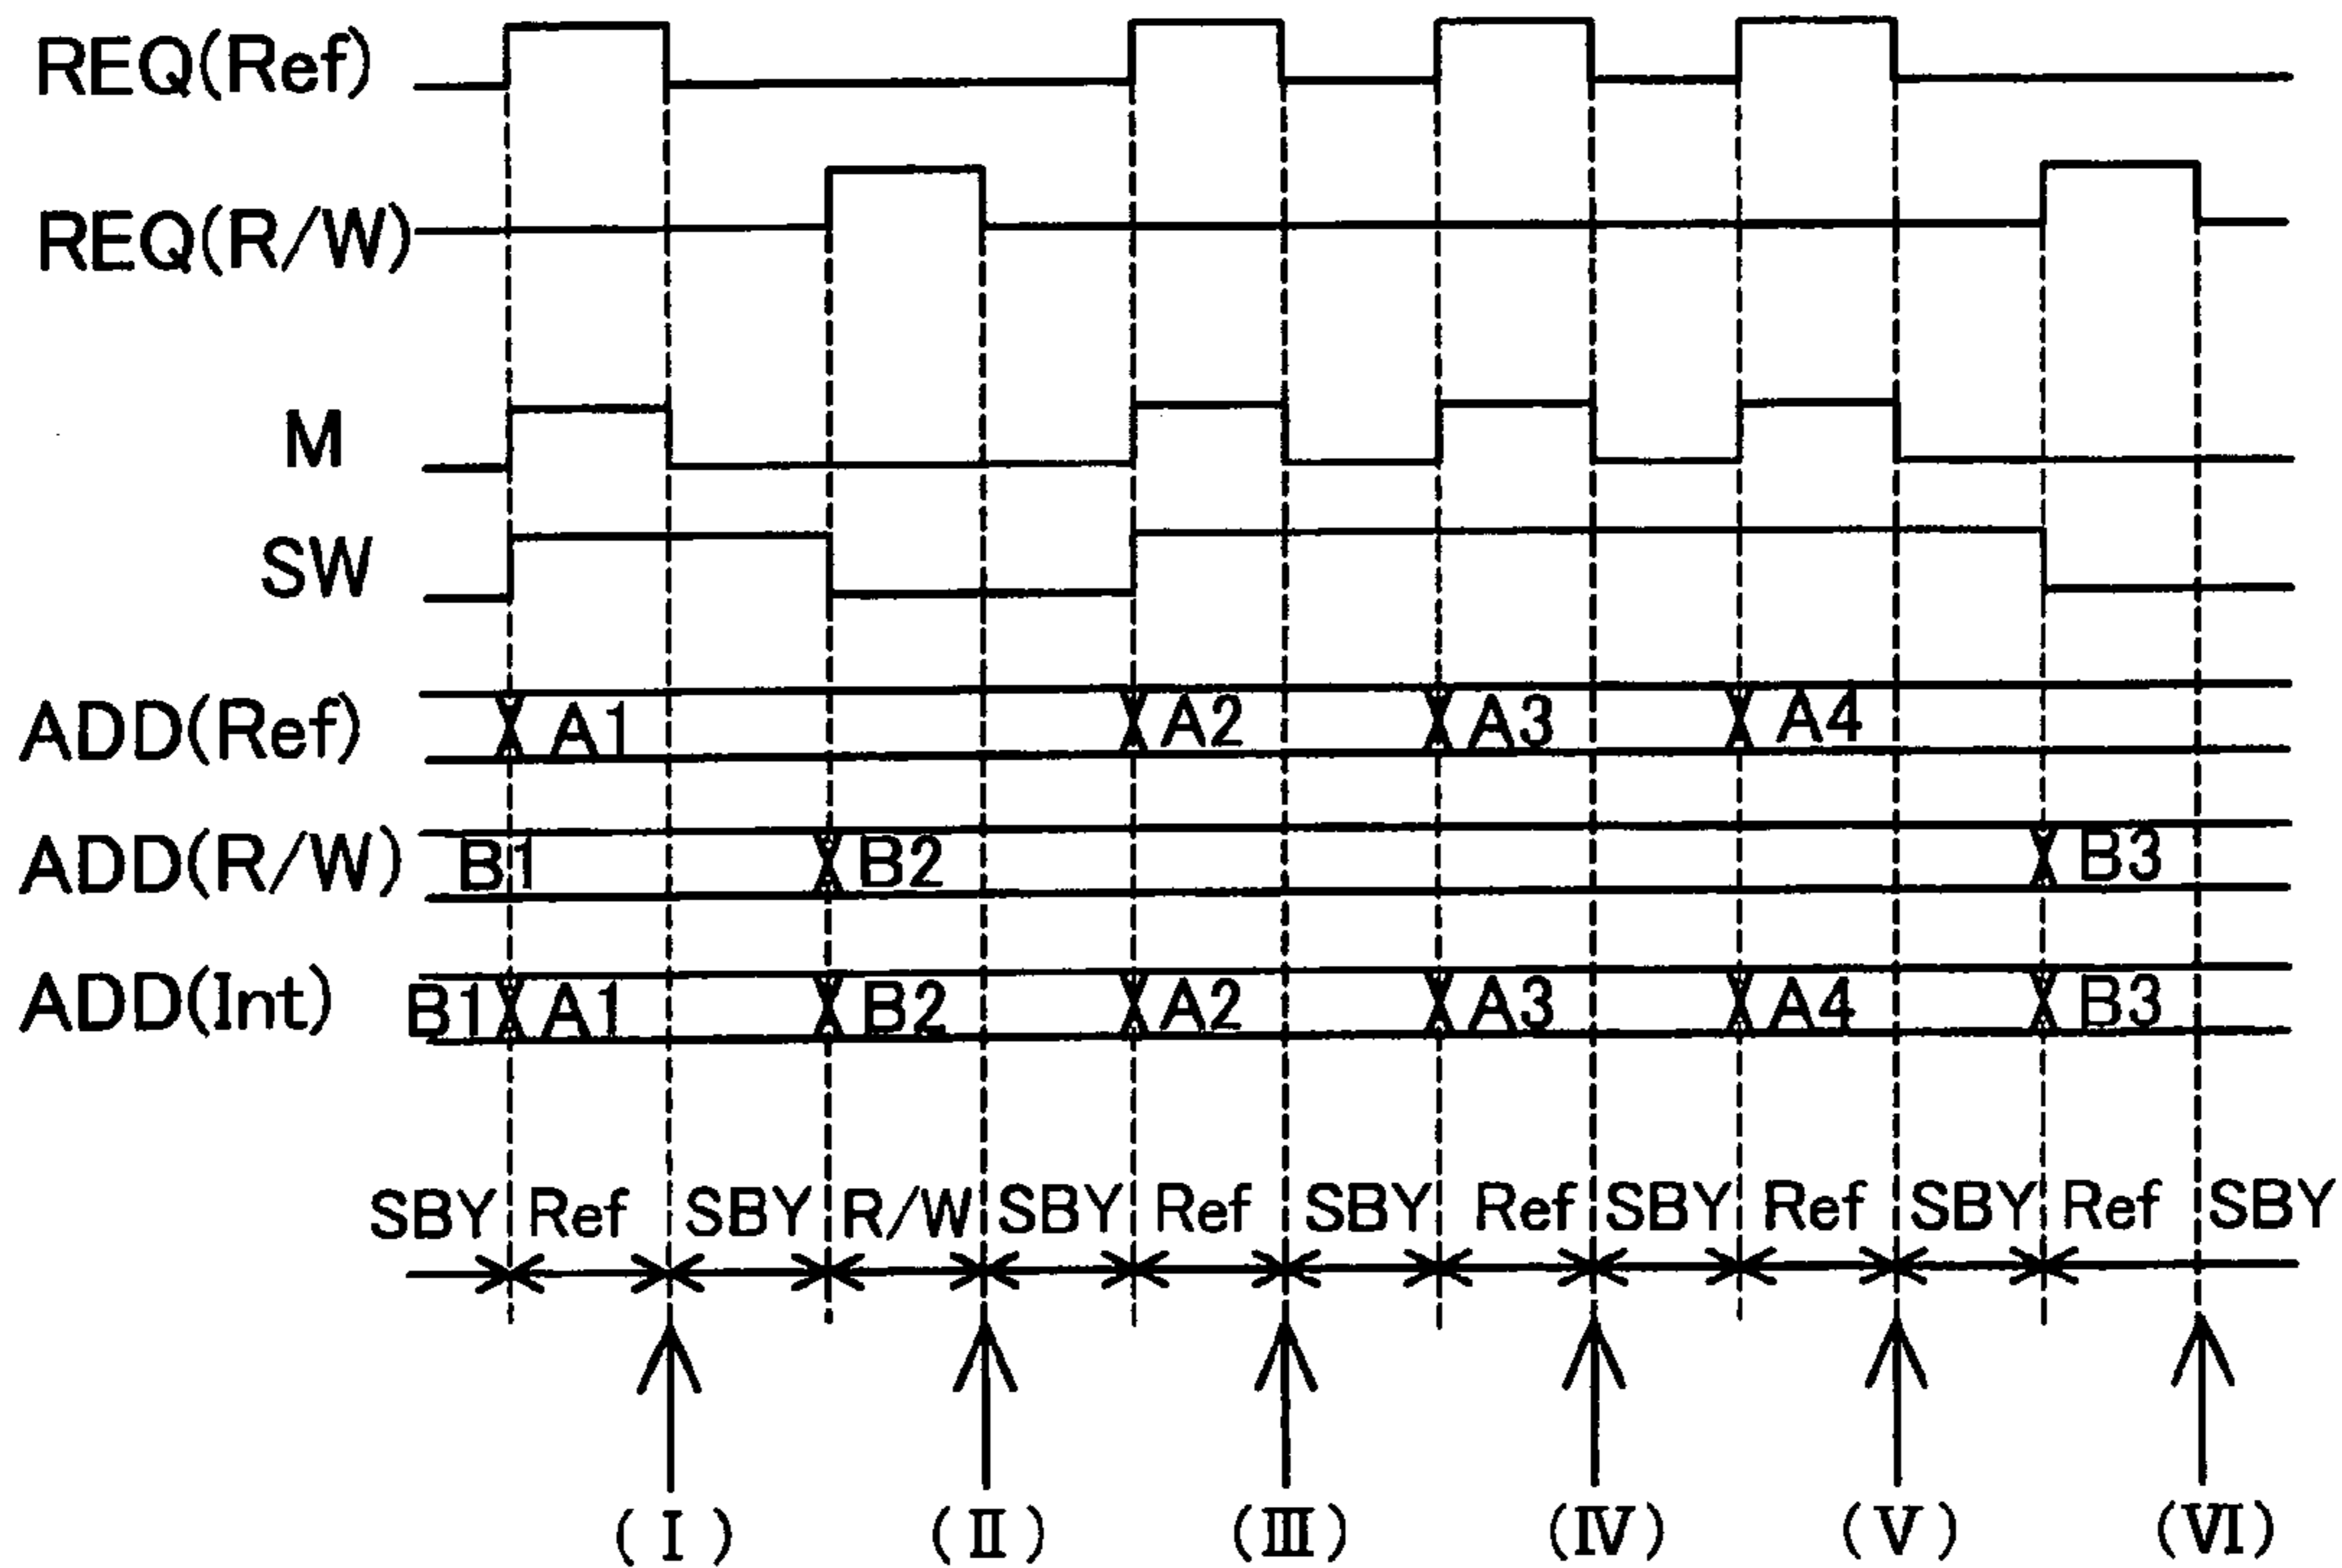 REQ(Ref)
REQ(R/W)
M
SW
ADD(Ref) A1 A2 A3 A4
ADD(R/W) B1 B2 B3
ADD(Int) B1 A1 B2 A2 A3 A4 B3
SBY Ref SBY R/W SBY Ref SBY Ref SBY Ref SBY Ref SBY
(Ⅰ) (Ⅱ) (Ⅲ) (Ⅳ) (Ⅴ) (Ⅵ)